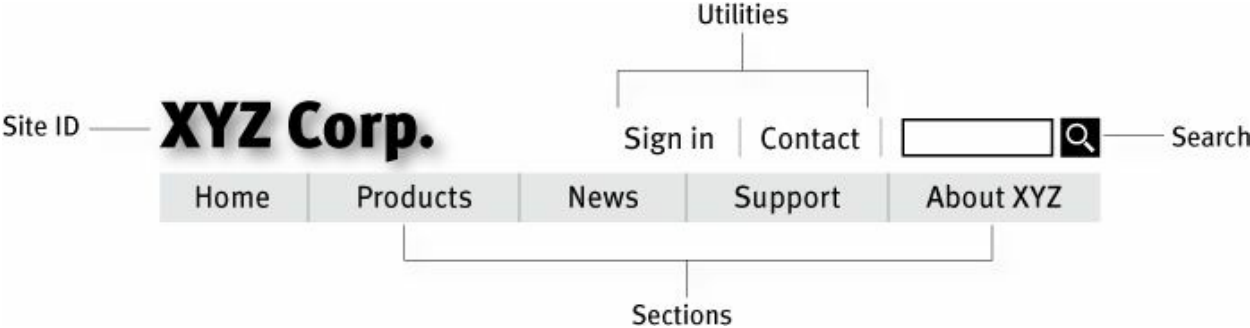 Utilities
Site ID
XYZ Corp.
Sign in
Contact
Search
Home
Products
News
Support
About XYZ
Sections